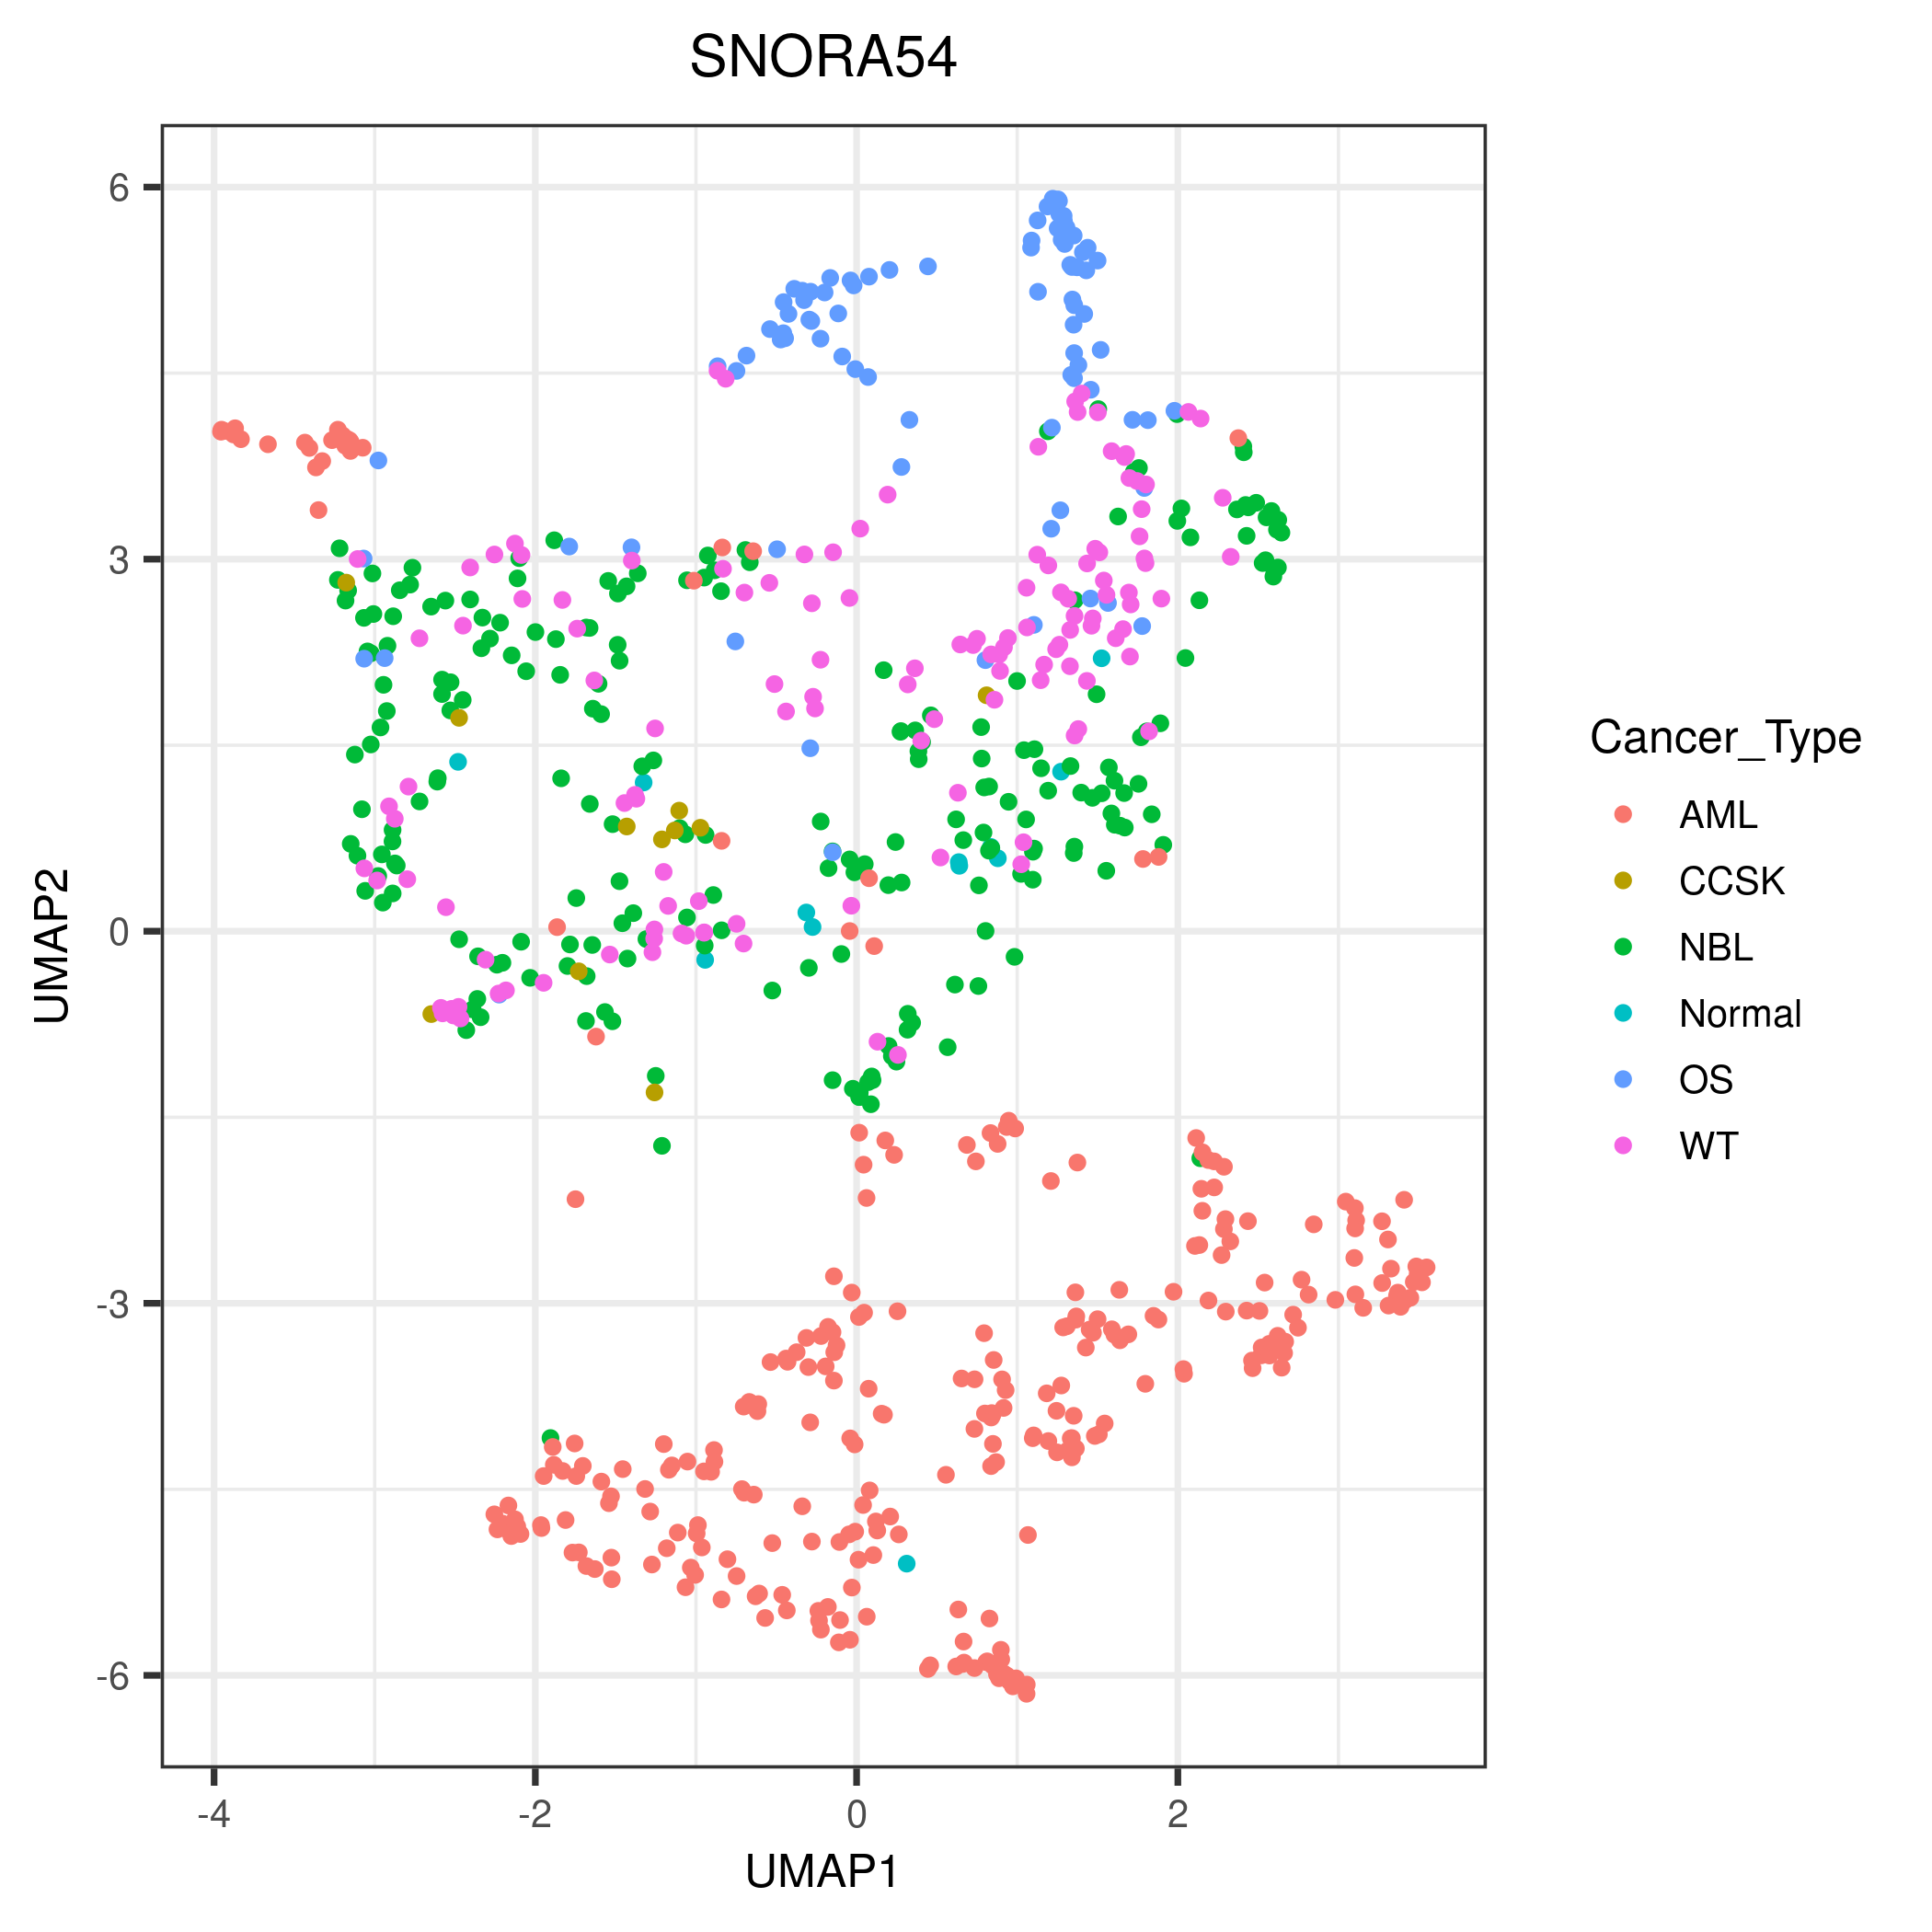 SNORA54
6
3
0
-3
-6
UMAP2
-4 -2 0 2
UMAP1
Cancer_Type
AML
CCSK
NBL
Normal
OS
WT